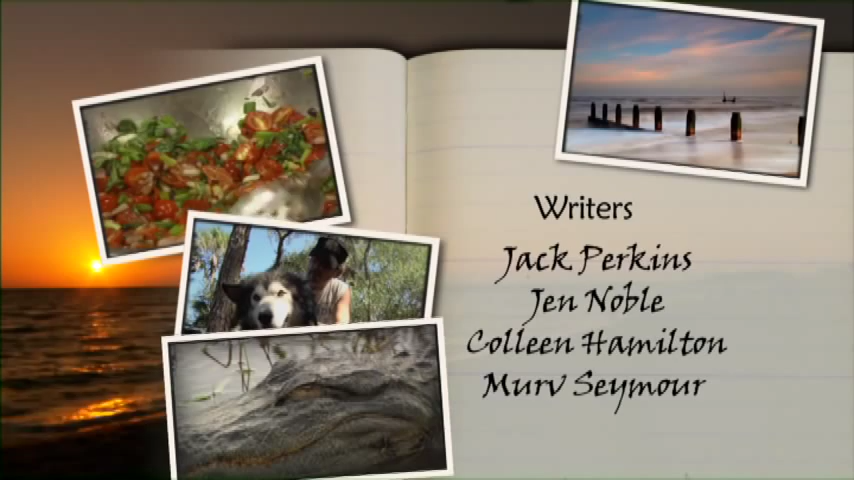 Writers
Jack Perkins
Jen Noble
Colleen Hamilton
Murv Seymour